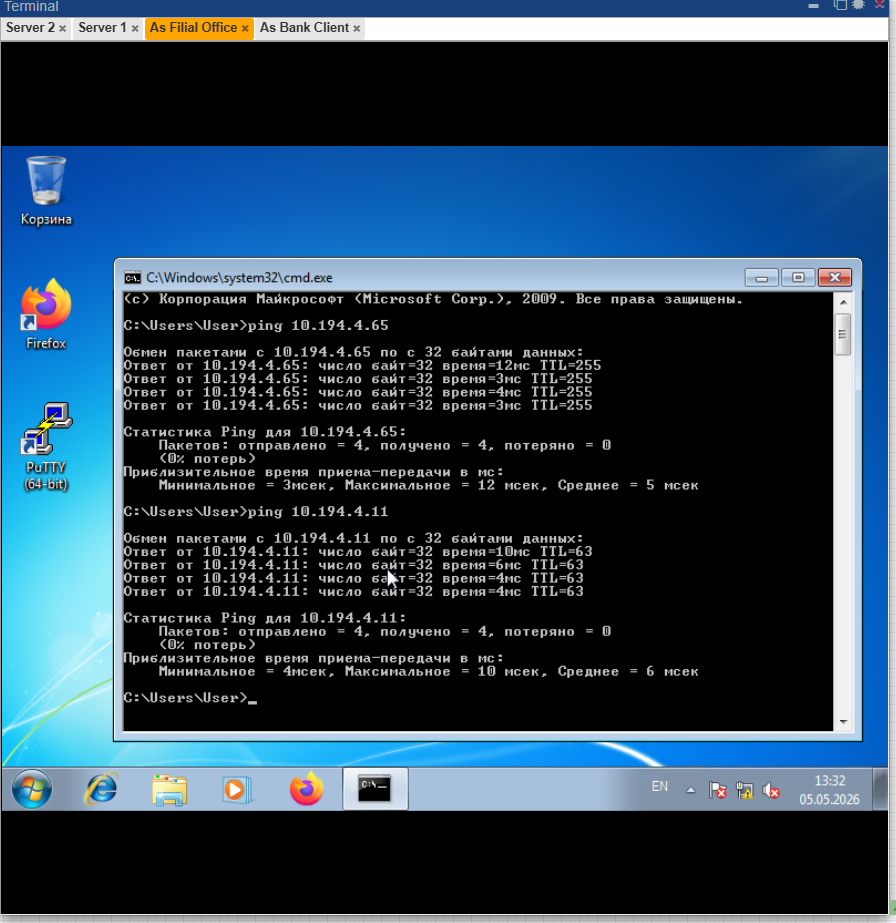 Terminal
Server 2 × Server 1 × As Filial Office × As Bank Client ×
Корзина
Firefox
PuTTY
(64-bit)
C:\Windows\system32\cmd.exe
(c) Корпорация Майкрософт (Microsoft Corp.), 2009. Все права защищены.
C:\Users\User>ping 10.194.4.65
Обмен пакетами с 10.194.4.65 по с 32 байтами данных:
Ответ от 10.194.4.65: число байт=32 время=12мс TTL=255
Ответ от 10.194.4.65: число байт=32 время=3мс TTL=255
Ответ от 10.194.4.65: число байт=32 время=4мс TTL=255
Ответ от 10.194.4.65: число байт=32 время=3мс TTL=255
Статистика Ping для 10.194.4.65:
Пакетов: отправлено = 4, получено = 4, потеряно = 0
(0% потерь)
Приблизительное время приема-передачи в мс:
Минимальное = 3мсек, Максимальное = 12 мсек, Среднее = 5 мсек
C:\Users\User>ping 10.194.4.11
Обмен пакетами с 10.194.4.11 по с 32 байтами данных:
Ответ от 10.194.4.11: число байт=32 время=10мс TTL=63
Ответ от 10.194.4.11: число байт=32 время=6мс TTL=63
Ответ от 10.194.4.11: число байт=32 время=4мс TTL=63
Ответ от 10.194.4.11: число байт=32 время=4мс TTL=63
Статистика Ping для 10.194.4.11:
Пакетов: отправлено = 4, получено = 4, потеряно = 0
(0% потерь)
Приблизительное время приема-передачи в мс:
Минимальное = 4мсек, Максимальное = 10 мсек, Среднее = 6 мсек
C:\Users\User>_
EN
13:32
05.05.2026